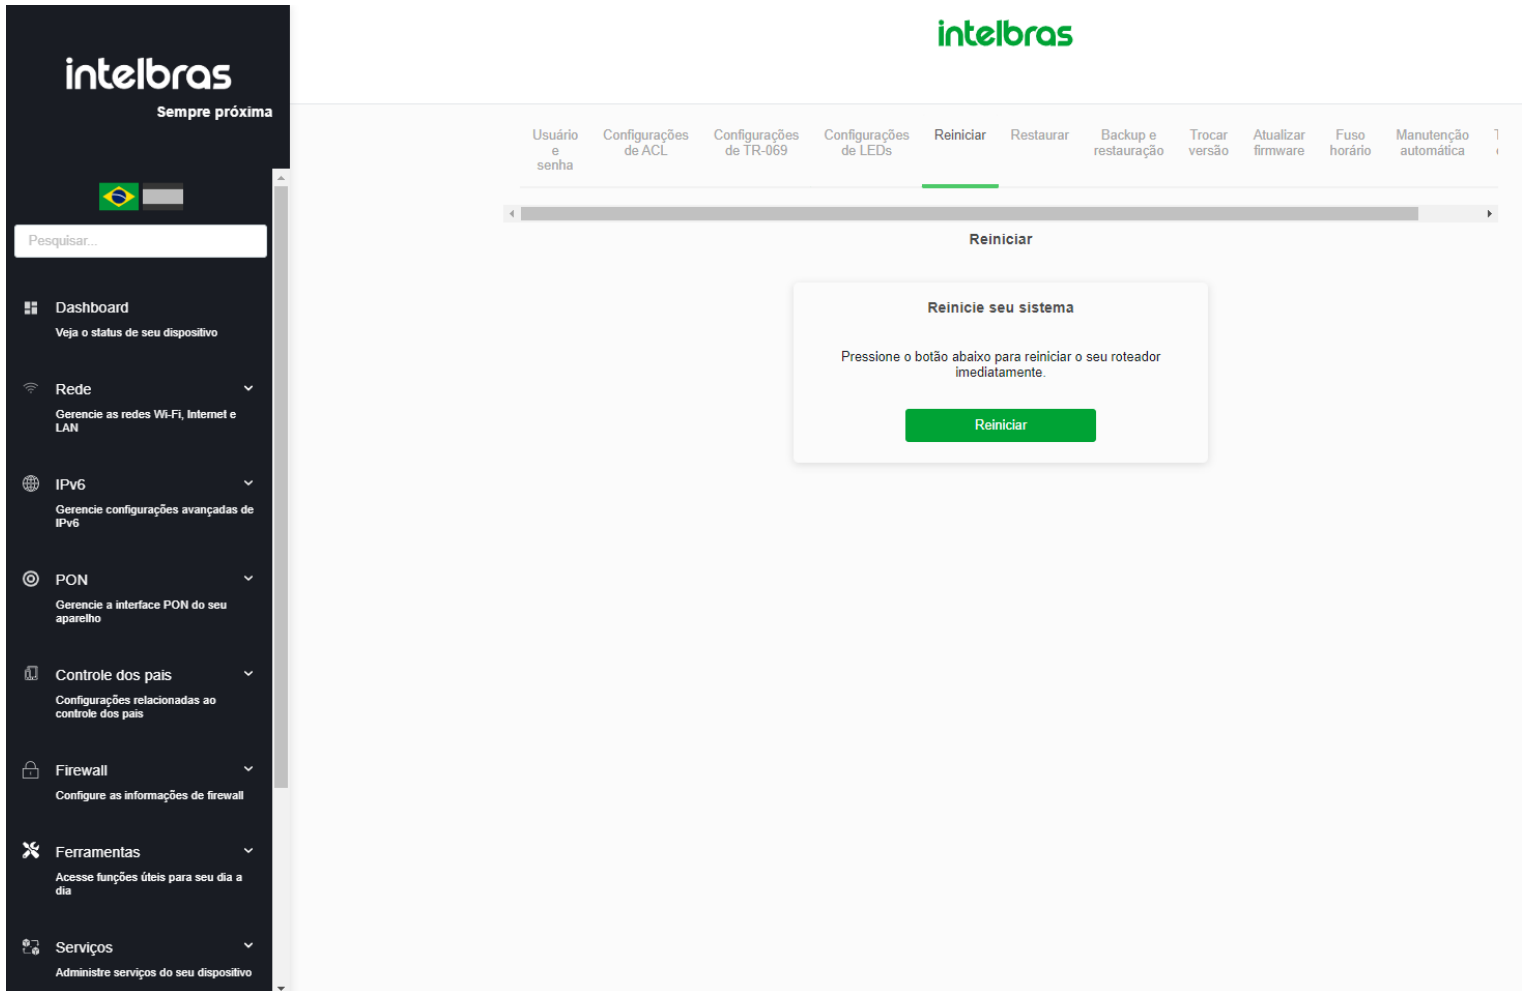 intelbras
Sempre próxima
Pesquisar...
Dashboard
Veja o status de seu dispositivo
Rede
Gerencie as redes Wi-Fi, Internet e
LAN
IPv6
Gerencie configurações avançadas de
IPv6
PON
Gerencie a interface PON do seu
aparelho
Controle dos pais
Configurações relacionadas ao
controle dos pais
Firewall
Configure as informações de firewall
Ferramentas
Acesse funções úteis para seu dia a
dia
Serviços
Administre serviços do seu dispositivo
intelbras
Usuário
e
senha
Configurações
de ACL
Configurações
de TR-069
Configurações
de LEDs
Reiniciar
Restaurar
Backup e
restauração
Trocar
versão
Atualizar
firmware
Fuso
horário
Manutenção
automática
Reiniciar
Reinicie seu sistema
Pressione o botão abaixo para reiniciar o seu roteador
imediatamente.
Reiniciar